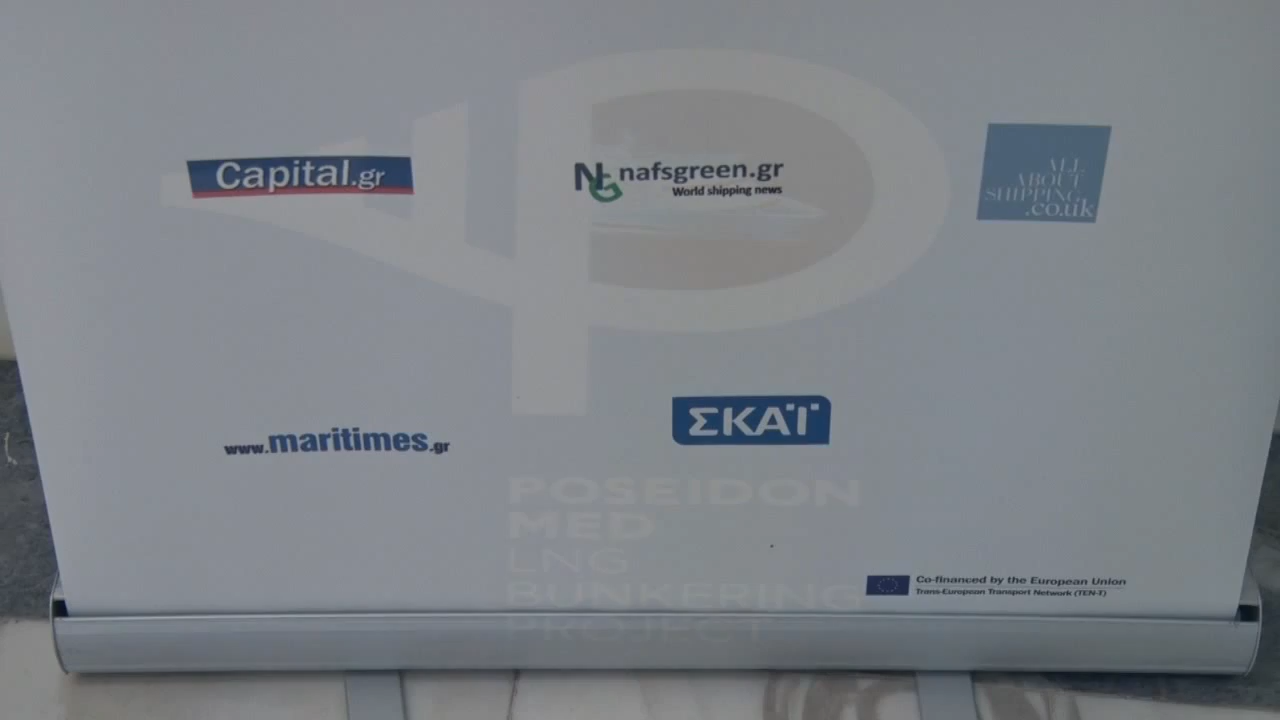 Capital.gr
NG nafsgreen.gr
World shipping news
ALL
ABOUT
SHIPPING
.co.uk
www.maritimes.gr
ΣΚΑΪ
POSEIDON
MED
LNG
BUNKERING
PROJECT
Co-financed by the European Union
Trans-European Transport Network (TEN-T)